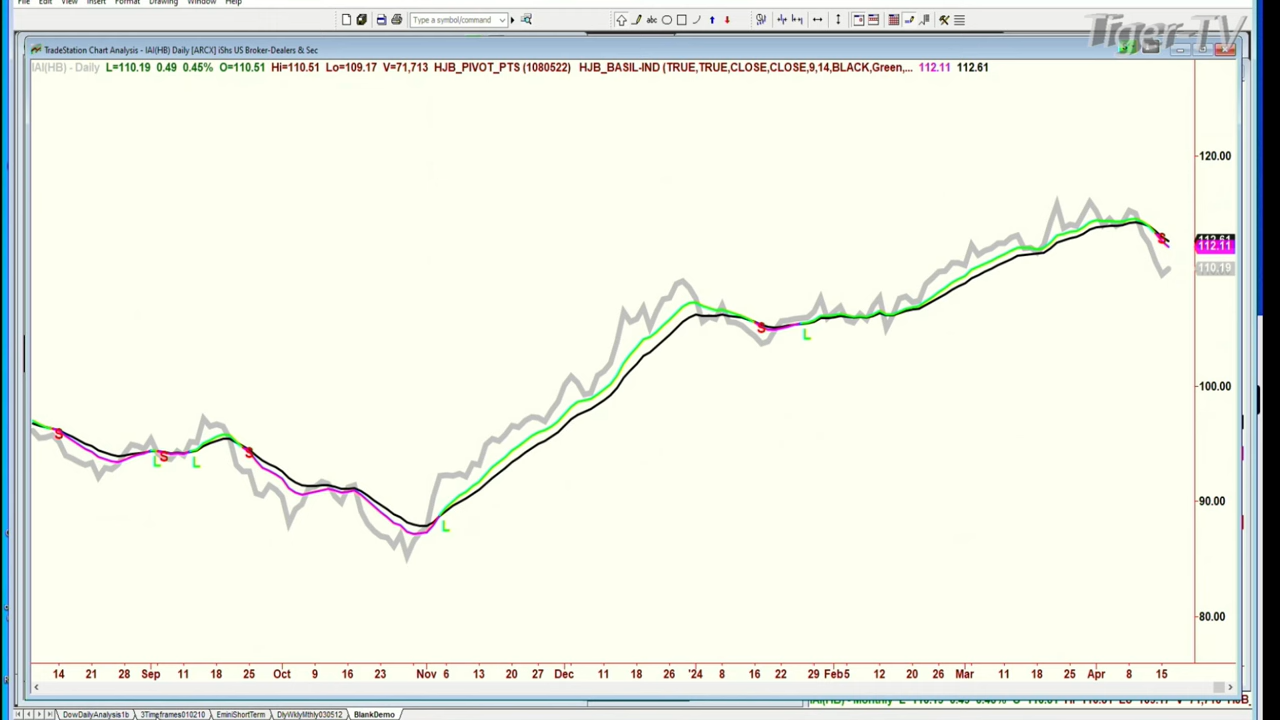 File Edit View Insert Format Drawing Window Help
Type a symbol/command
Tiger-TV
TradeStation Chart Analysis - IAI(HB) Daily [ARCX] iShs US Broker-Dealers & Sec
IAI(HB) - Daily L=110.19 0.49 0.45% O=110.51 Hi=110.51 Lo=109.17 V=71,713 HJB_PIVOT_PTS (1080522) HJB_BASIL-IND (TRUE,TRUE,CLOSE,CLOSE,9,14,BLACK,Green,... 112.11 112.61
120.00
112.61
112.11
110.19
100.00
90.00
80.00
S L S L S L S L S
14 21 28 Sep 11 18 25 Oct 9 16 23 Nov 6 13 20 27 Dec 11 18 26 '24 8 16 22 29 Feb5 12 20 26 Mar 11 18 25 Apr 8 15
DowDailyAnalysis1b 3Timeframes010210 EminiShortTerm DlyWklyMthly030512 BlankDemo